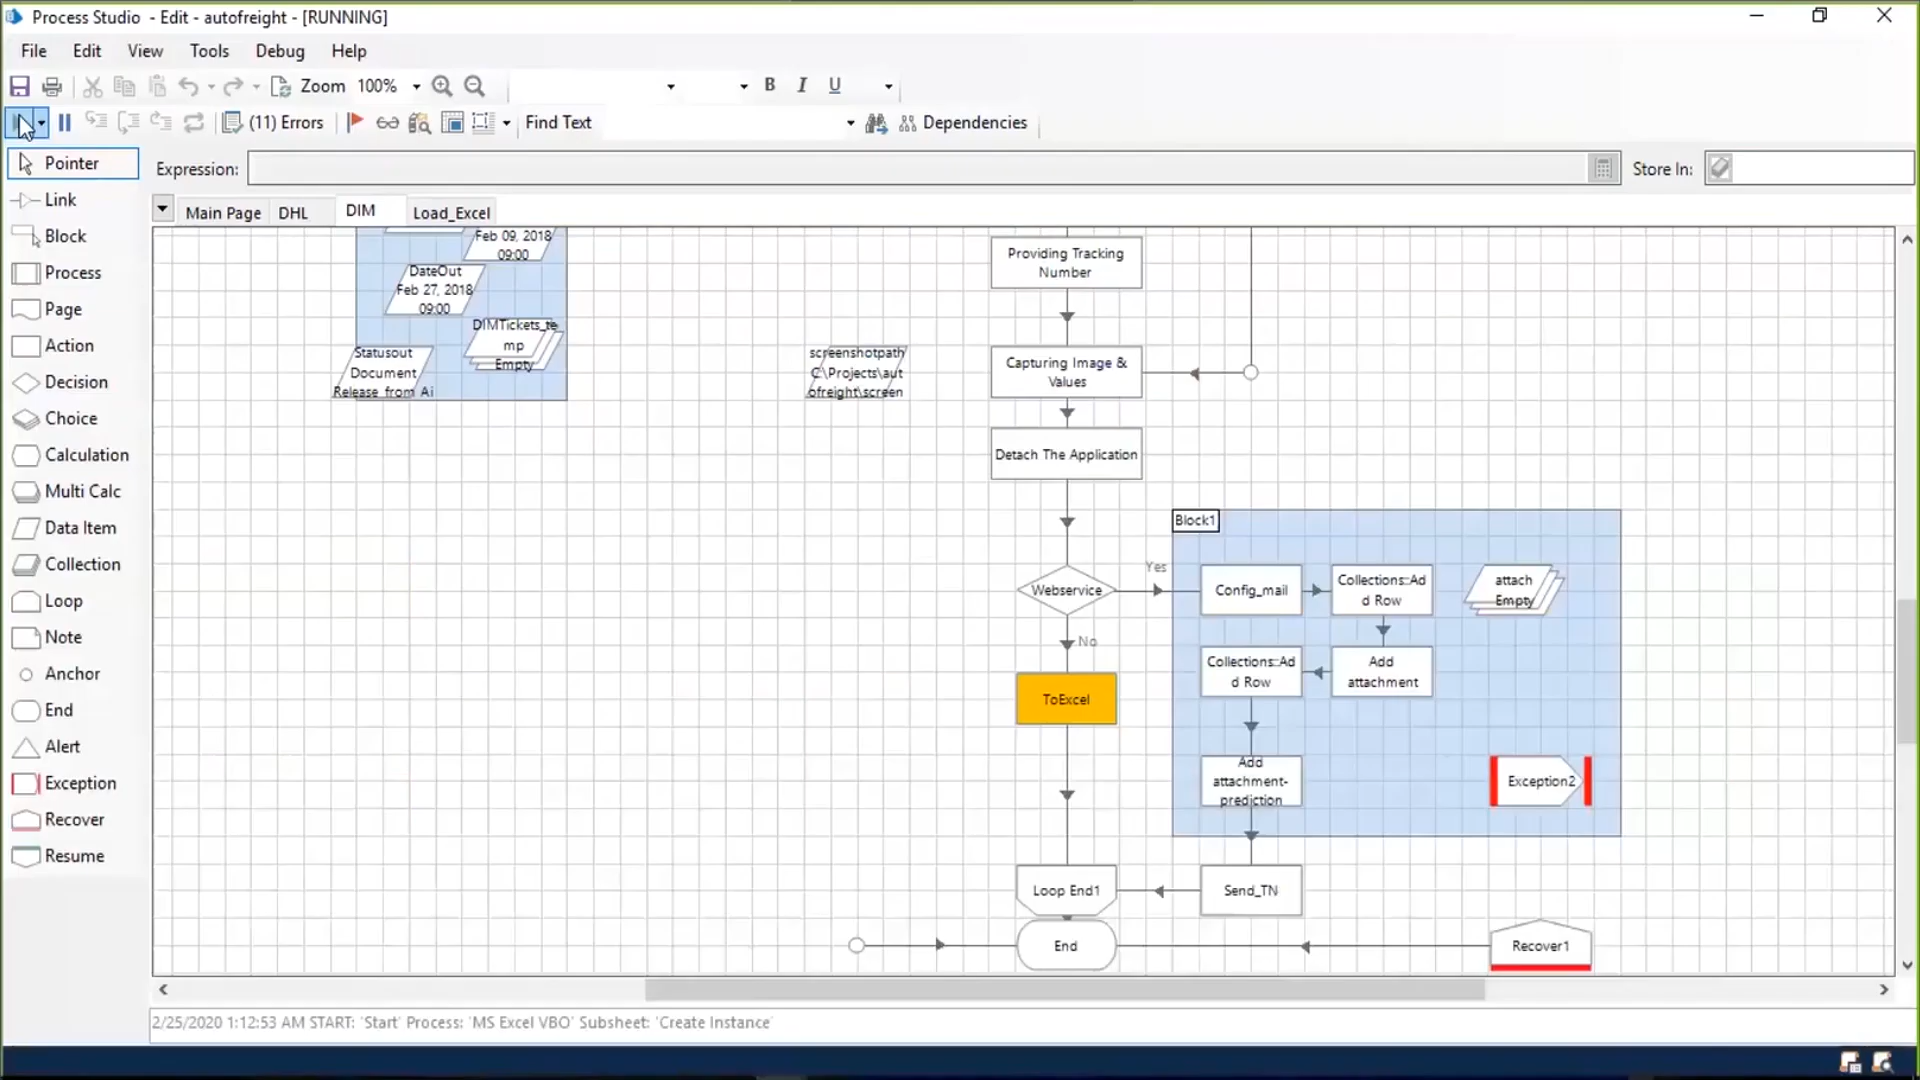 Process Studio - Edit - autofreight - [RUNNING]
File Edit View Tools Debug Help
Zoom 100% B I U
(11) Errors Find Text Dependencies
Expression: Store In:
Main Page DHL DIM Load_Excel
Pointer
Link
Block
Process
Page
Action
Decision
Choice
Calculation
Multi Calc
Data Item
Collection
Loop
Note
Anchor
End
Alert
Exception
Recover
Resume
Feb 09, 2018
09:00
DateOut
Feb 27, 2018
09:00
DIMTickets_te
mp
Empty
Statusout
Document
Release from Ai
screenshotpath
C:\Projects\aut
ofreight\screen
Providing Tracking
Number
Capturing Image &
Values
Detach The Application
Webservice
Yes
No
ToExcel
Loop End1
End
Block1
Config_mail
Collections::Ad
d Row
attach
Empty
Collections::Ad
d Row
Add
attachment
Add
attachment-
prediction
Exception2
Send_TN
Recover1
2/25/2020 1:12:53 AM START: 'Start' Process: 'MS Excel VBO' Subsheet: 'Create Instance'